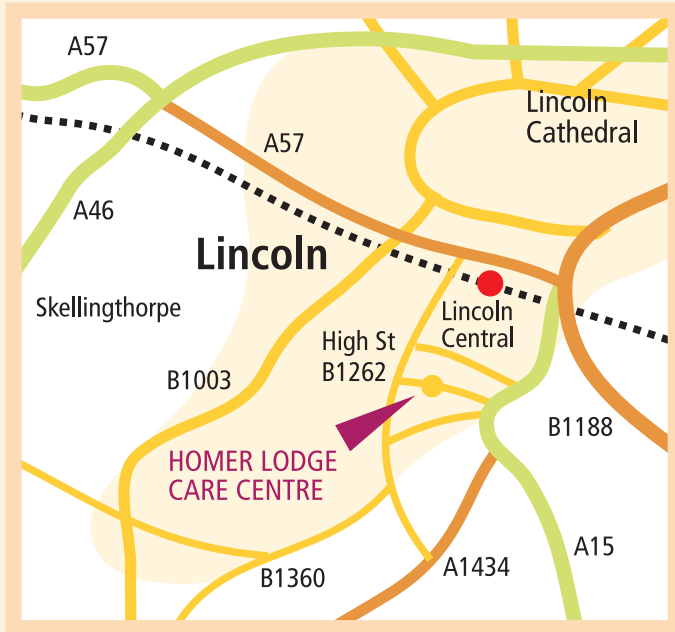 A57
Lincoln
Cathedral
A57
A46
Lincoln
Skellingthorpe
Lincoln
Central
High St
B1262
B1003
B1188
HOMER LODGE
CARE CENTRE
A15
A1434
B1360